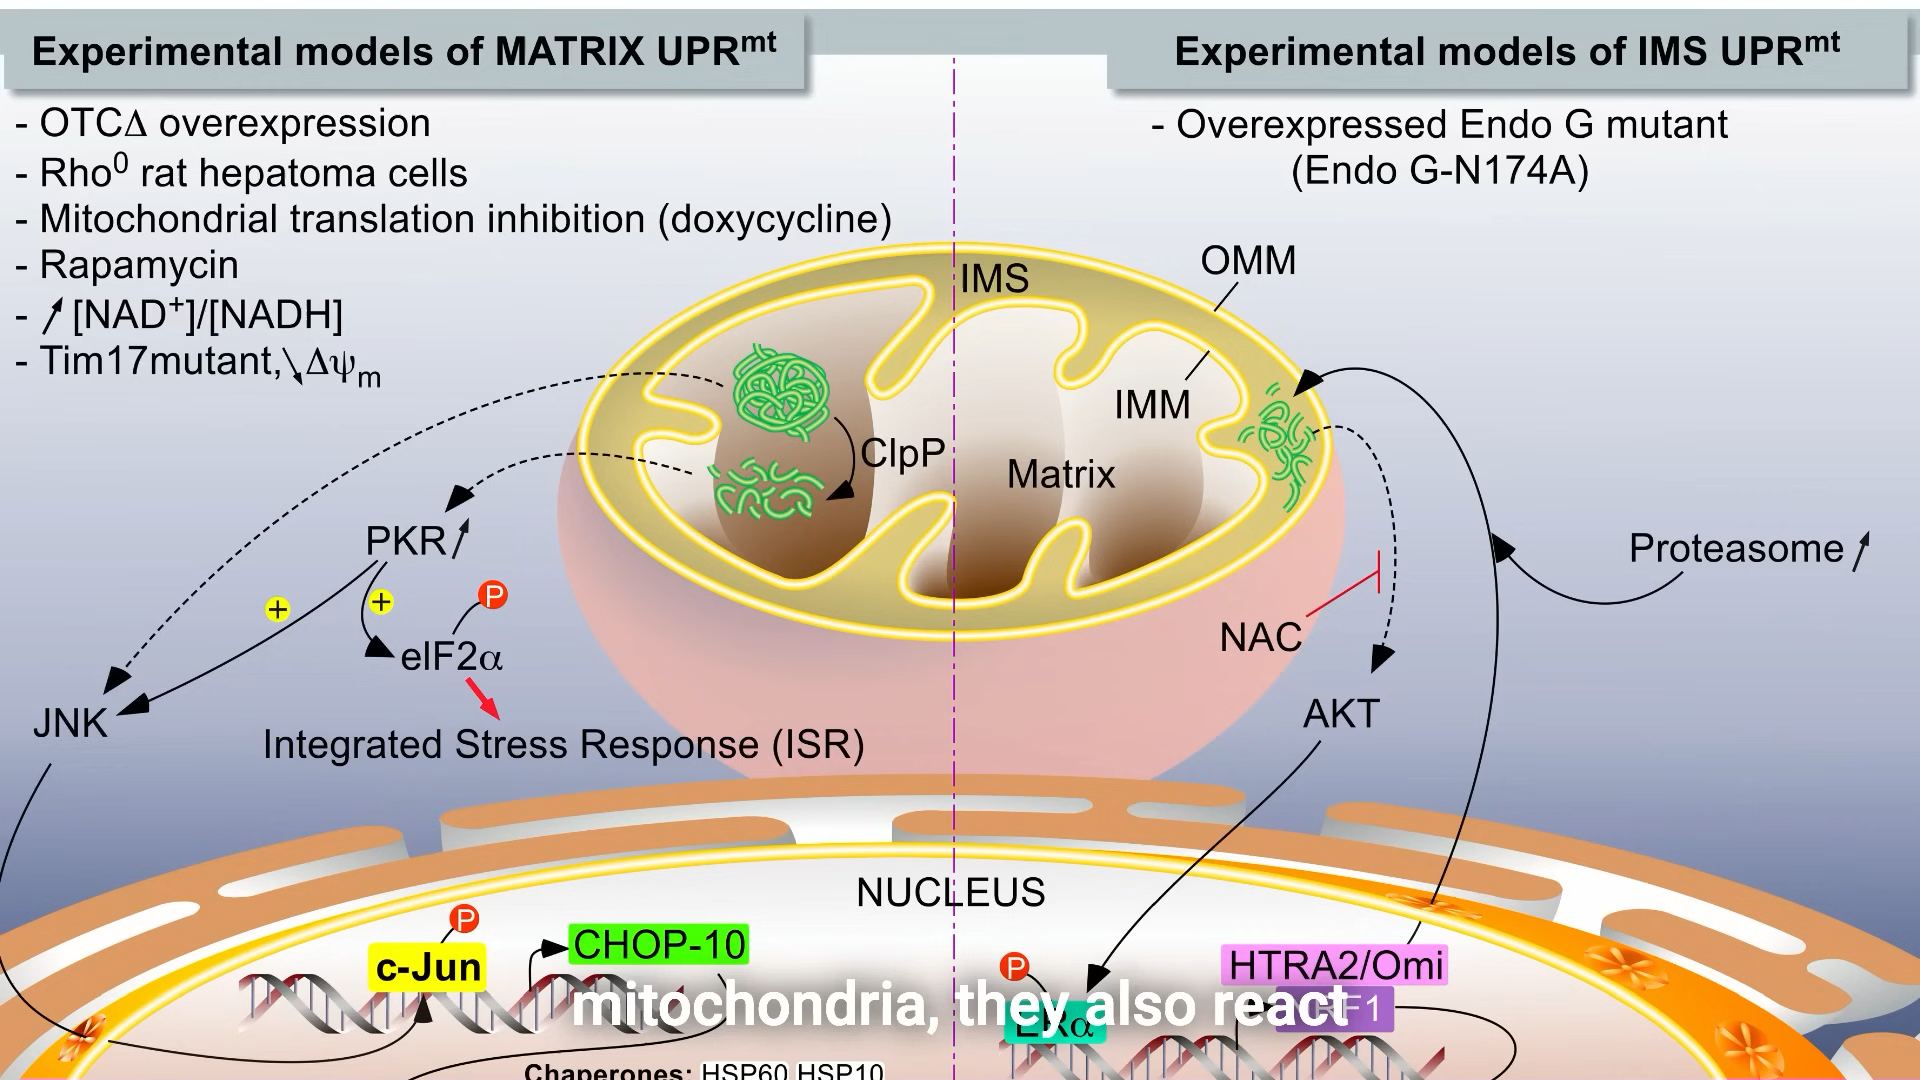 Experimental models of MATRIX UPRmt
- OTCΔ overexpression
- Rho0 rat hepatoma cells
- Mitochondrial translation inhibition (doxycycline)
- Rapamycin
- [NAD+]/[NADH]
- Tim17mutant, Δψm
Experimental models of IMS UPRmt
- Overexpressed Endo G mutant
(Endo G-N174A)
IMS
OMM
IMM
ClpP
Matrix
PKR
+
+
P
eIF2α
JNK
Integrated Stress Response (ISR)
Proteasome
NAC
AKT
NUCLEUS
P
c-Jun
CHOP-10
P
ERα
HTRA2/Omi
mitochondria, they also react
Chaperones: HSP60 HSP10